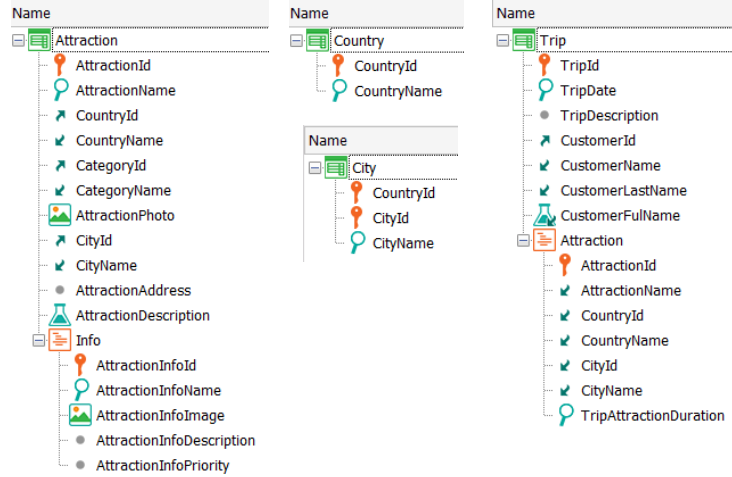 Name
Attraction
AttractionId
AttractionName
CountryId
CountryName
CategoryId
CategoryName
AttractionPhoto
CityId
CityName
AttractionAddress
AttractionDescription
Info
AttractionInfoId
AttractionInfoName
AttractionInfoImage
AttractionInfoDescription
AttractionInfoPriority
Name
Country
CountryId
CountryName
Name
City
CountryId
CityId
CityName
Name
Trip
TripId
TripDate
TripDescription
CustomerId
CustomerName
CustomerLastName
CustomerFulName
Attraction
AttractionId
AttractionName
CountryId
CountryName
CityId
CityName
TripAttractionDuration